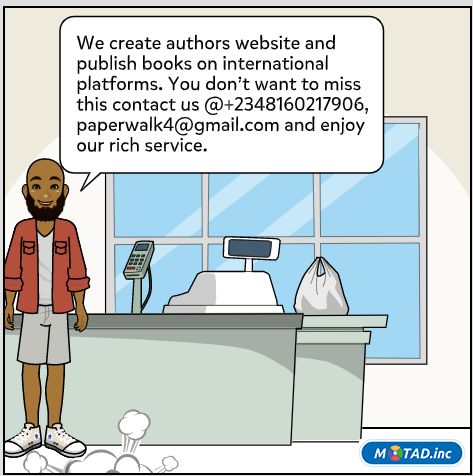 We create authors website and
publish books on international
platforms. You don't want to miss
this contact us @+2348160217906,
paperwalk4@gmail.com and enjoy
our rich service.
MOTAD.inc